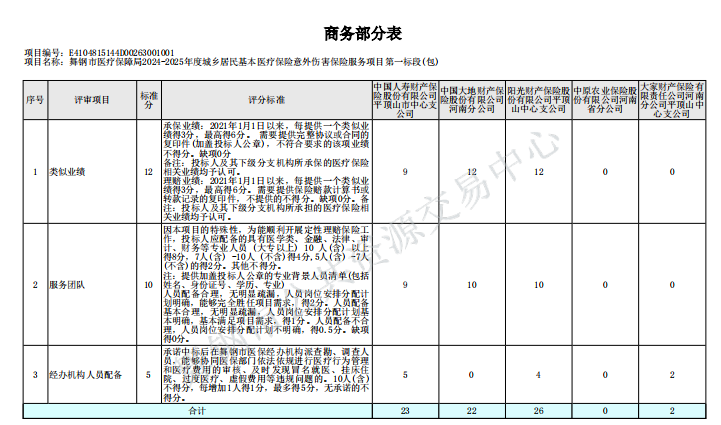 商务部分表
项目编号：E4104815144D00263001001
项目名称：舞钢市医疗保障局2024-2025年度城乡居民基本医疗保险意外伤害保险服务项目第一标段(包)
序号
评审项目
标准
分
评分标准
中国人寿财产保
险股份有限公司
平顶山市中心支
公司
中国大地财产保
险股份有限公司
河南分公司
阳光财产保险股
份有限公司平顶
山中心支公司
中原农业保险股
份有限公司河南
省分公司
大家财产保险有
限责任公司河南
分公司平顶山中
心支公司
1
类似业绩
12
承保业绩：2021年1月1日以来，每提供一个类似业
绩得3分，最高得6分。 需要提供完整协议或合同的
复印件(加盖投标人公章)，不符合要求的该项业绩
不得分。缺项0分
备注：投标人及其下级分支机构所承保的医疗保险
相关业绩均予认可。
理赔业绩：2021年1月1日以来，每提供一个类似业
绩得3分，最高得6分。需要提供保险赔款计算书或
转款记录的复印件，不提供的不得分。缺项0分。备
注：投标人及其下级分支机构所承担的医疗保险相
关业绩均予认可。
9
12
12
0
0
2
服务团队
10
因本项目的特殊性，为能顺利开展定性理赔保险工
作，投标人应配备的具有医学类、金融、法律、审
计、财务等专业人员 (大专以上) 10 人(含) 以上
得8分，7人(含) -10人 (不含)得4分,5人(含) -7人
(不含)的得2分。其他不得分。
注：提供加盖投标人公章的专业背景人员清单(包括
姓名、身份证号、学历、专业)
人员配备合理，无明显疏漏，人员岗位安排分配计
划明确，能够完全胜任项目需求，得2分。人员配备
基本合理，无明显疏漏，人员岗位安排分配计划基
本明确，基本满足项目需求，得1分。人员配备不合
理，人员岗位安排分配计划不明确，得0.5分。缺项
得0分。
9
10
10
0
0
3
经办机构人员配备
5
承诺中标后在舞钢市医保经办机构派查勘、调查人
员，能够协同医保部门依法依规进行医疗行为管理
和医疗费用的审核、及时发现冒名就医、挂床住
院、过度医疗、虚假费用等违规问题的。10人(含)
不得分，每增加1人得1分，最多得5分，无承诺的不
得分。
5
0
4
0
2
合计
23
22
26
0
2